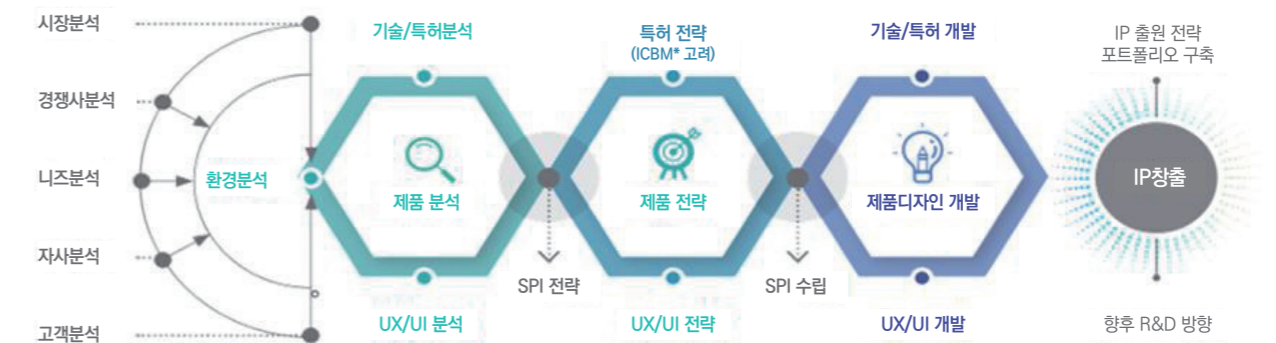 시장분석
경쟁사분석
니즈분석
자사분석
고객분석
환경분석
기술/특허분석
제품 분석
UX/UI 분석
SPI 전략
특허 전략
(ICBM* 고려)
제품 전략
UX/UI 전략
SPI 수립
기술/특허 개발
제품디자인 개발
UX/UI 개발
IP 출원 전략
포트폴리오 구축
IP창출
향후 R&D 방향